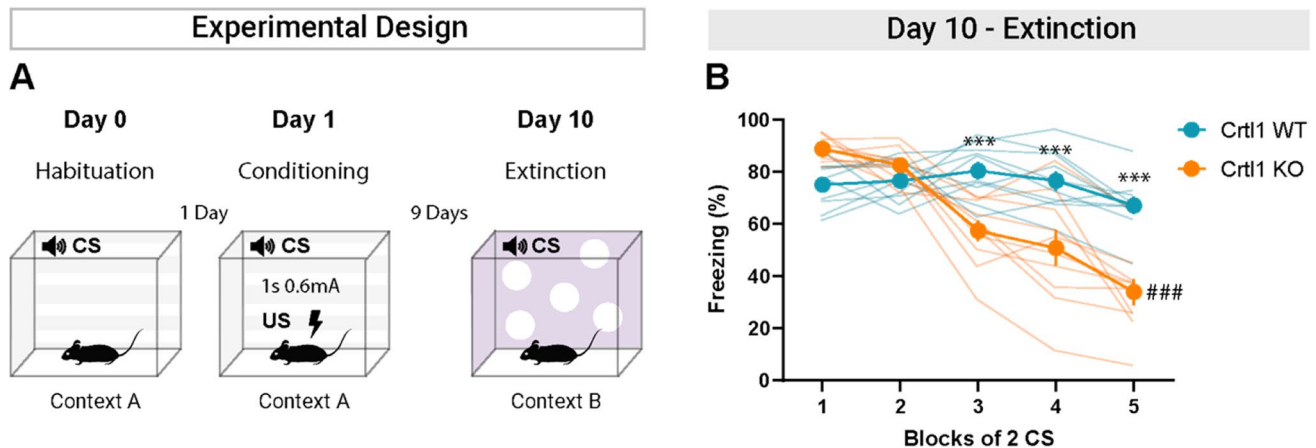 Experimental Design
A
Day 0
Day 1
Day 10
Habituation
Conditioning
Extinction
1 Day
9 Days
CS
CS
1s 0.6mA
US
CS
Context A
Context A
Context B
Day 10 - Extinction
B
Freezing (%)
100
80
60
40
20
0
***
***
***
###
1
2
3
4
5
Blocks of 2 CS
Crtl1 WT
Crtl1 KO